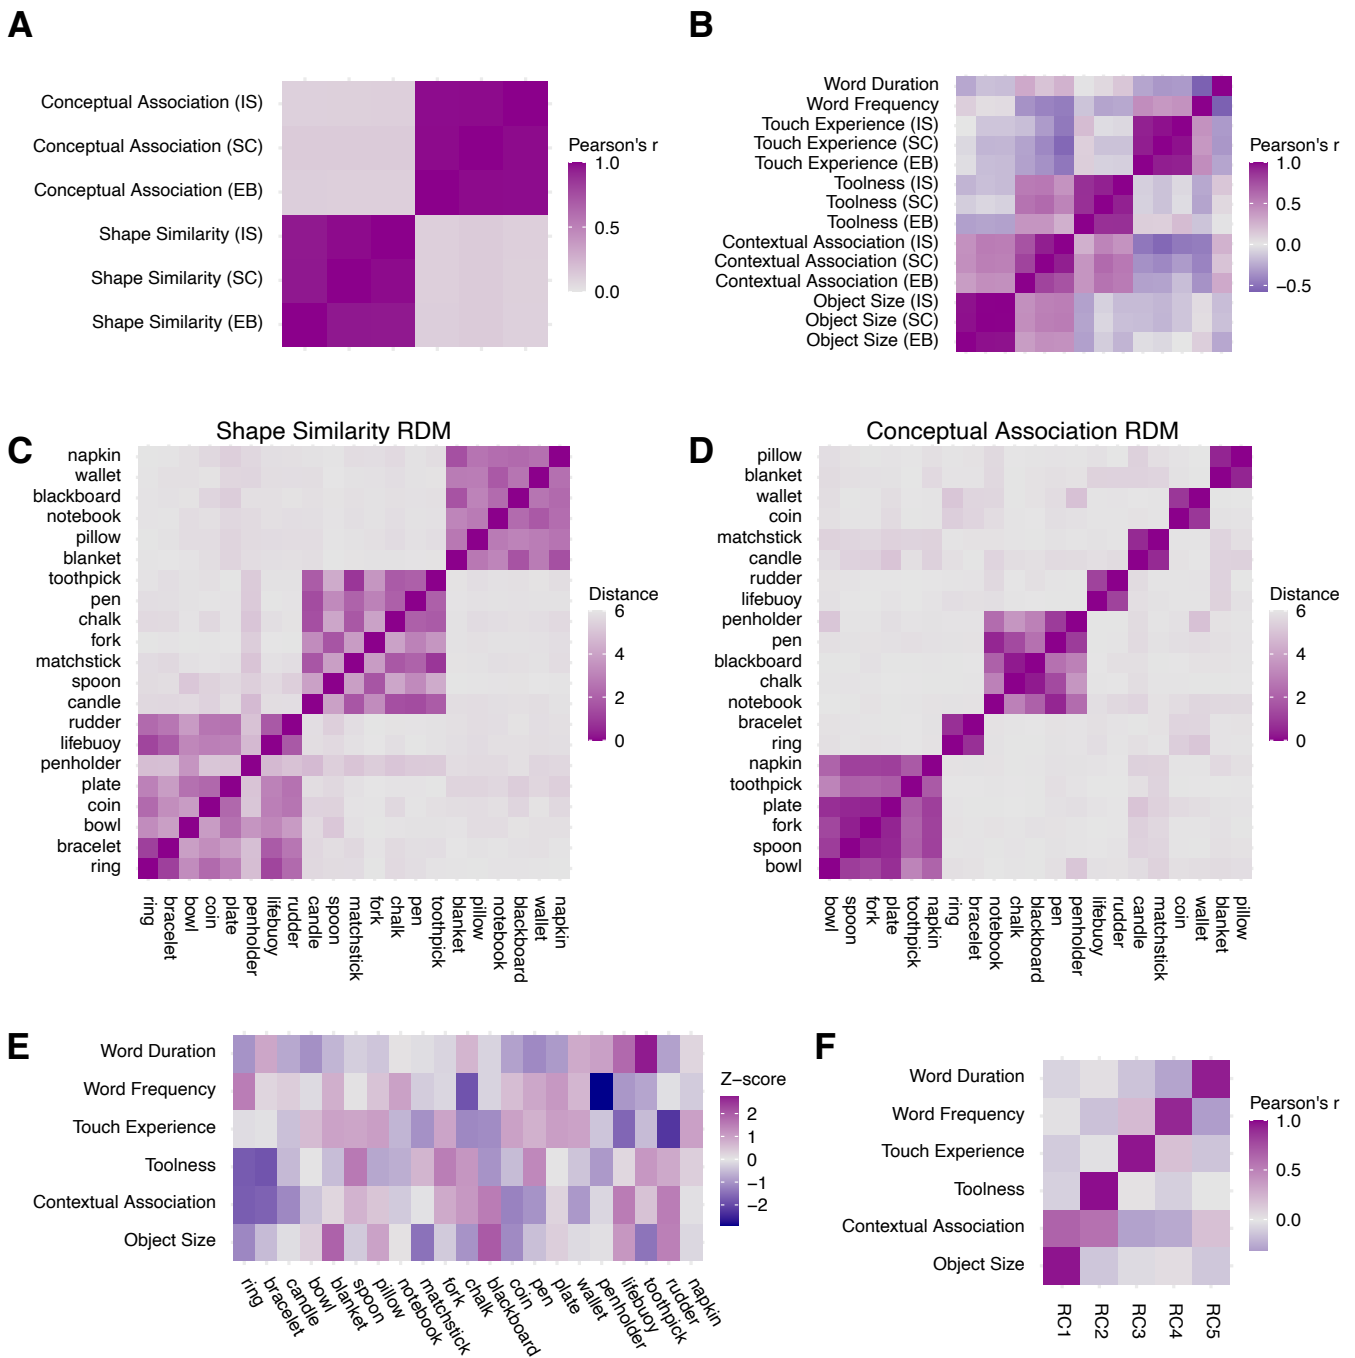 A
Conceptual Association (IS)
Conceptual Association (SC)
Conceptual Association (EB)
Shape Similarity (IS)
Shape Similarity (SC)
Shape Similarity (EB)
Pearson's r
1.0
0.5
0.0
B
Word Duration
Word Frequency
Touch Experience (IS)
Touch Experience (SC)
Touch Experience (EB)
Toolness (IS)
Toolness (SC)
Toolness (EB)
Contextual Association (IS)
Contextual Association (SC)
Contextual Association (EB)
Object Size (IS)
Object Size (SC)
Object Size (EB)
Pearson's r
1.0
0.5
0.0
−0.5
C
Shape Similarity RDM
napkin
wallet
blackboard
notebook
pillow
blanket
toothpick
pen
chalk
fork
matchstick
spoon
candle
rudder
lifebuoy
penholder
plate
coin
bowl
bracelet
ring
ring
bracelet
bowl
coin
plate
penholder
lifebuoy
rudder
candle
spoon
matchstick
fork
chalk
pen
toothpick
blanket
pillow
notebook
blackboard
wallet
napkin
Distance
6
4
2
0
D
Conceptual Association RDM
pillow
blanket
wallet
coin
matchstick
candle
rudder
lifebuoy
penholder
pen
blackboard
chalk
notebook
bracelet
ring
napkin
toothpick
plate
fork
spoon
bowl
bowl
spoon
fork
plate
toothpick
napkin
ring
bracelet
notebook
chalk
blackboard
pen
penholder
lifebuoy
rudder
candle
matchstick
coin
wallet
blanket
pillow
Distance
6
4
2
0
E
Word Duration
Word Frequency
Touch Experience
Toolness
Contextual Association
Object Size
ring
bracelet
candle
bowl
blanket
spoon
pillow
notebook
matchstick
fork
chalk
blackboard
coin
pen
plate
wallet
penholder
lifebuoy
toothpick
rudder
napkin
Z−score
2
1
0
−1
−2
F
Word Duration
Word Frequency
Touch Experience
Toolness
Contextual Association
Object Size
RC1
RC2
RC3
RC4
RC5
Pearson's r
1.0
0.5
0.0